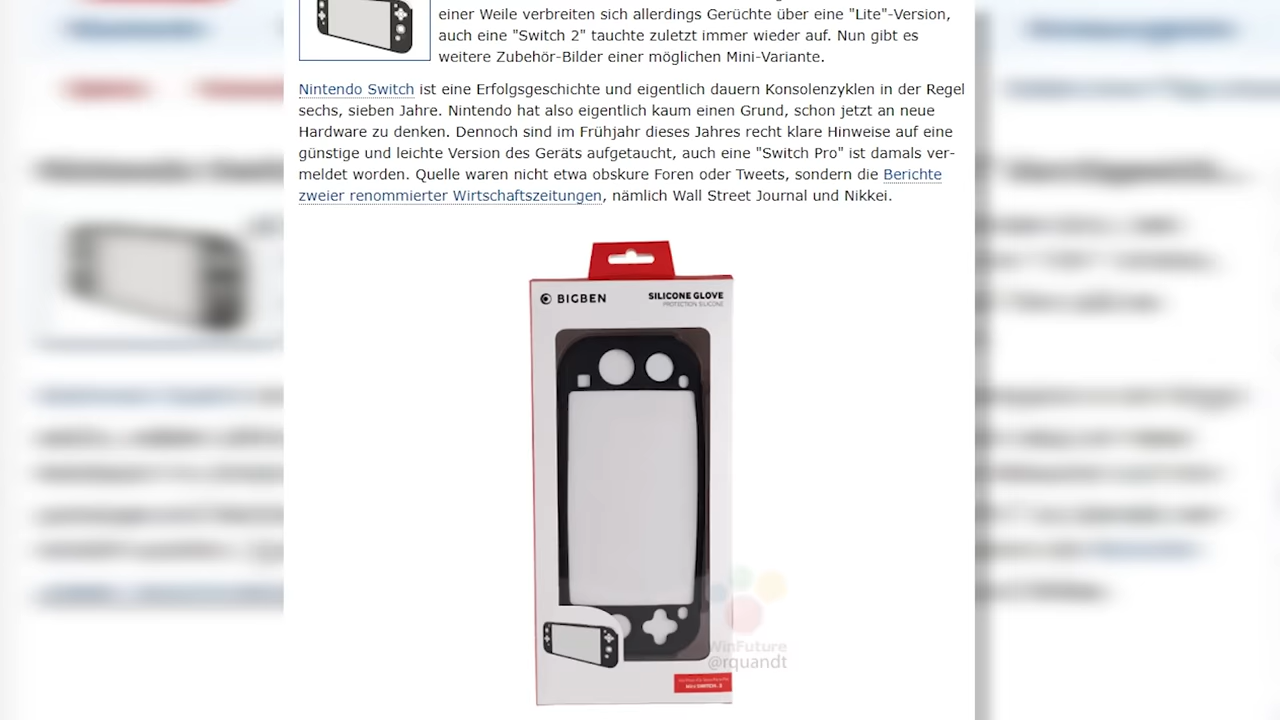 einer Weile verbreiten sich allerdings Gerüchte über eine "Lite"-Version,
auch eine "Switch 2" tauchte zuletzt immer wieder auf. Nun gibt es
weitere Zubehör-Bilder einer möglichen Mini-Variante.
Nintendo Switch ist eine Erfolgsgeschichte und eigentlich dauern Konsolenzyklen in der Regel
sechs, sieben Jahre. Nintendo hat also eigentlich kaum einen Grund, schon jetzt an neue
Hardware zu denken. Dennoch sind im Frühjahr dieses Jahres recht klare Hinweise auf eine
günstige und leichte Version des Geräts aufgetaucht, auch eine "Switch Pro" ist damals ver-
meldet worden. Quelle waren nicht etwa obskure Foren oder Tweets, sondern die Berichte
zweier renommierter Wirtschaftszeitungen, nämlich Wall Street Journal und Nikkei.
BIGBEN
SILICONE GLOVE
PROTECTION SILICONE
WinFuture
@rquandt